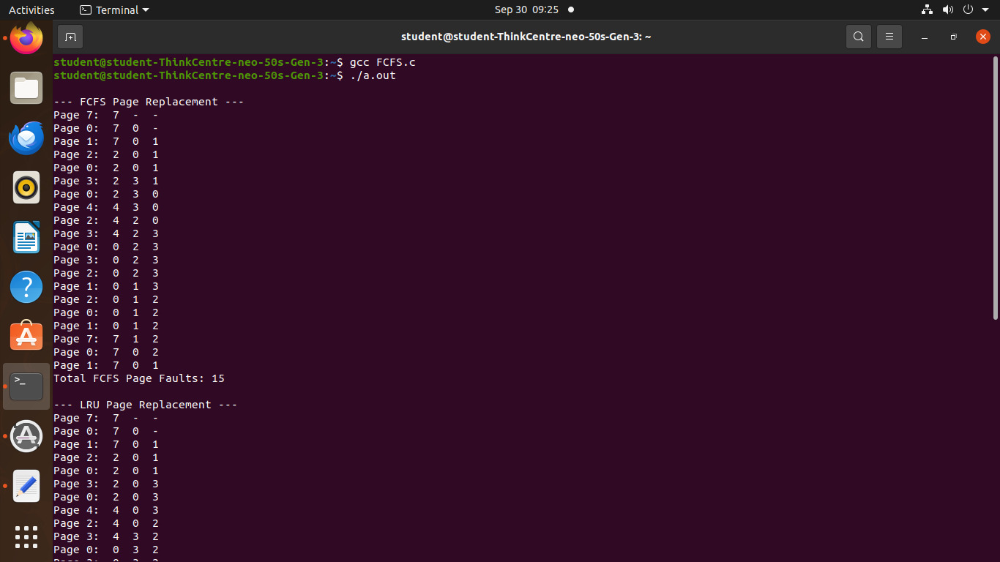 Activities Terminal Sep 30 09:25
student@student-ThinkCentre-neo-50s-Gen-3: ~
student@student-ThinkCentre-neo-50s-Gen-3:~$ gcc FCFS.c
student@student-ThinkCentre-neo-50s-Gen-3:~$ ./a.out
--- FCFS Page Replacement ---
Page 7: 7 - -
Page 0: 7 0 -
Page 1: 7 0 1
Page 2: 2 0 1
Page 0: 2 0 1
Page 3: 2 3 1
Page 0: 2 3 0
Page 4: 4 3 0
Page 2: 4 2 0
Page 3: 4 2 3
Page 0: 0 2 3
Page 3: 0 2 3
Page 2: 0 2 3
Page 1: 0 1 3
Page 2: 0 1 2
Page 0: 0 1 2
Page 1: 0 1 2
Page 7: 7 1 2
Page 0: 7 0 2
Page 1: 7 0 1
Total FCFS Page Faults: 15
--- LRU Page Replacement ---
Page 7: 7 - -
Page 0: 7 0 -
Page 1: 7 0 1
Page 2: 2 0 1
Page 0: 2 0 1
Page 3: 2 0 3
Page 0: 2 0 3
Page 4: 4 0 3
Page 2: 4 0 2
Page 3: 4 3 2
Page 0: 0 3 2